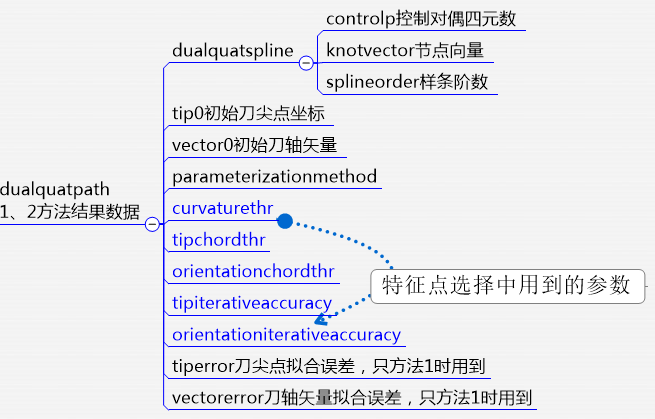 controlp控制对偶四元数
dualquatspline
knotvector节点向量
splineorder样条阶数
tip0初始刀尖点坐标
vector0初始刀轴矢量
parameterizationmethod
dualquatpath
1、2方法结果数据
curvaturethr
tipchordthr
orientationchordthr
特征点选择中用到的参数
tipiterativeaccuracy
orientationiterativeaccuracy
tiperror刀尖点拟合误差，只方法1时用到
vectorerror刀轴矢量拟合误差，只方法1时用到